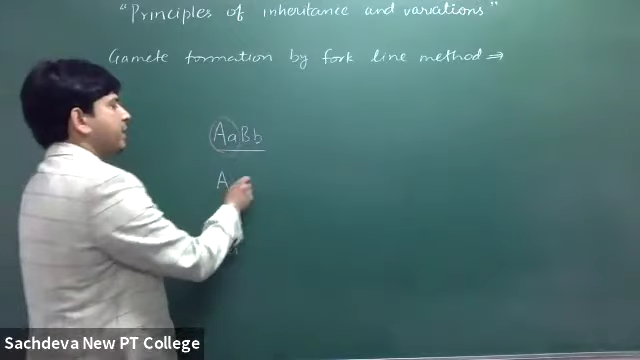 "Principles of inheritance and variations"
Gamete formation by fork line method ⇒
AaBb
A
Sachdeva New PT College